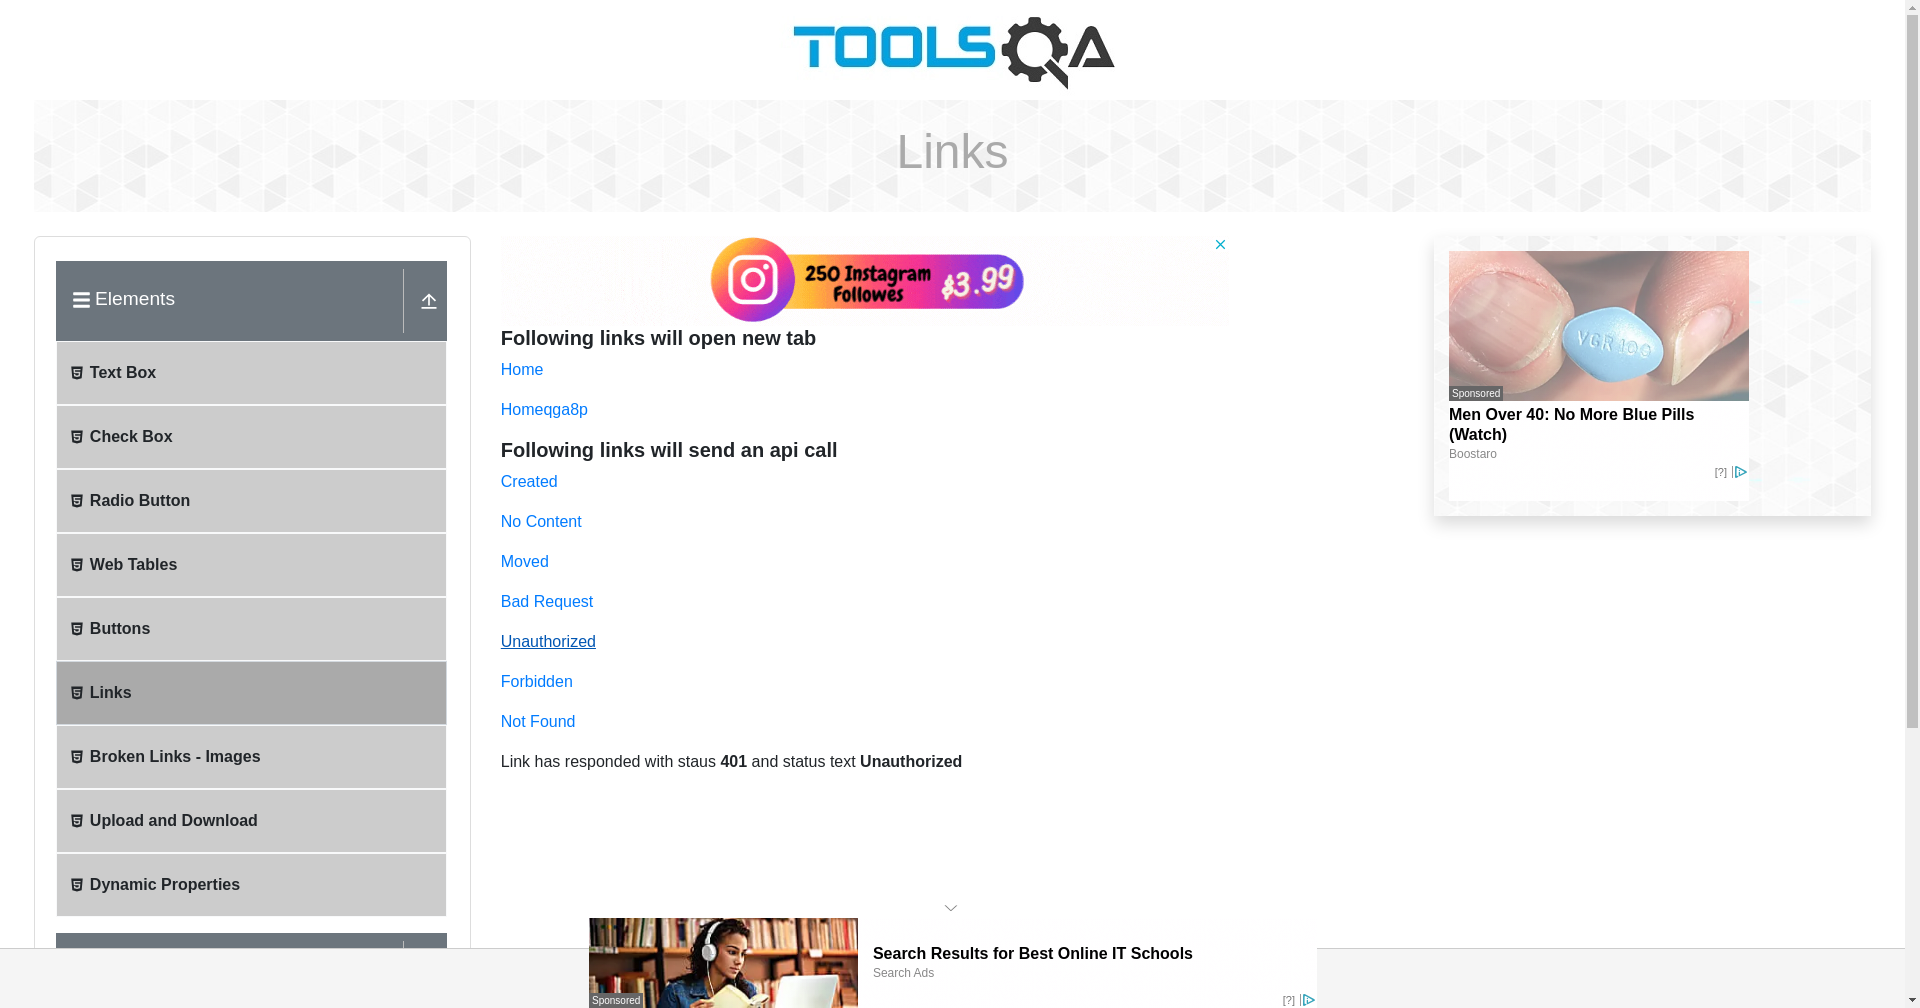 TOOLSQA
Links
Elements
Text Box
Check Box
Radio Button
Web Tables
Buttons
Links
Broken Links - Images
Upload and Download
Dynamic Properties
250 Instagram
Followes
$3.99
Following links will open new tab
Home
Homeqga8p
Following links will send an api call
Created
No Content
Moved
Bad Request
Unauthorized
Forbidden
Not Found
Link has responded with staus 401 and status text Unauthorized
VGR 100
Sponsored
Men Over 40: No More Blue Pills
(Watch)
Boostaro
[?]
Sponsored
Search Results for Best Online IT Schools
Search Ads
[?]